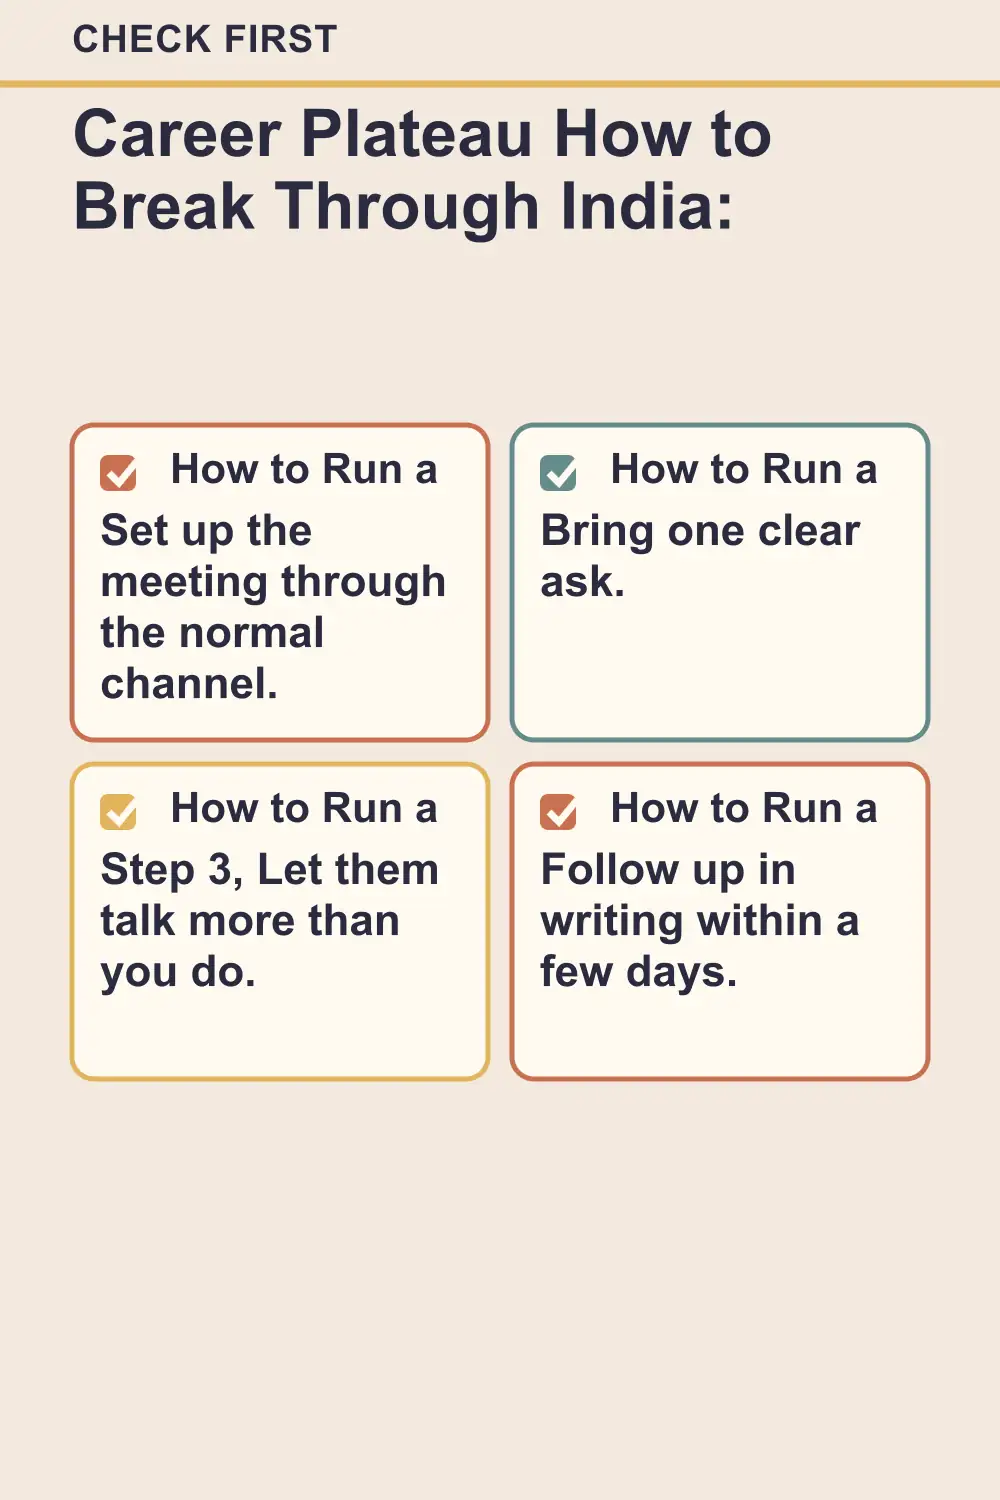 CHECK FIRST
Career Plateau How to
Break Through India:
How to Run a
Set up the
meeting through
the normal
channel.
How to Run a
Bring one clear
ask.
How to Run a
Step 3, Let them
talk more than
you do.
How to Run a
Follow up in
writing within a
few days.